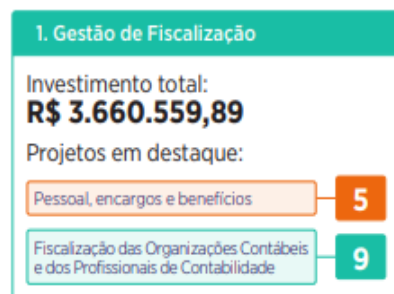 1. Gestão de Fiscalização
Investimento total:
R$ 3.660.559,89
Projetos em destaque:
Pessoal, encargos e benefícios
5
Fiscalização das Organizações Contábeis
e dos Profissionais de Contabilidade
9